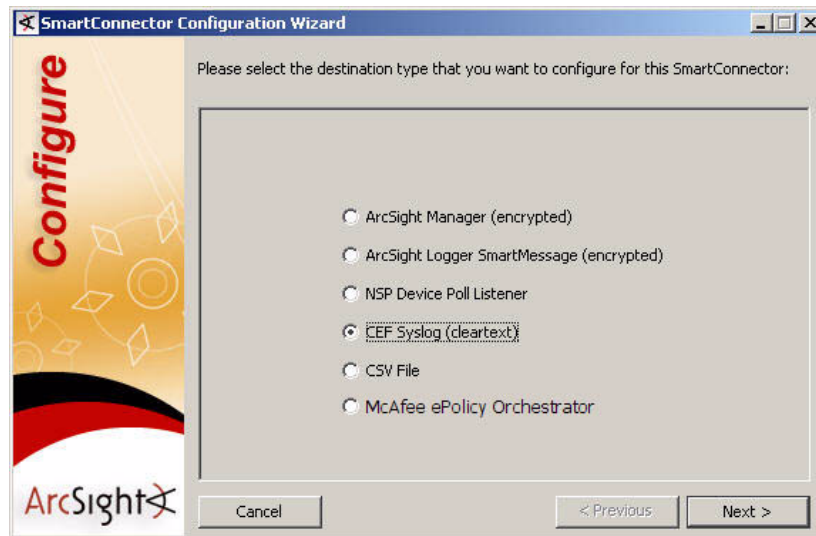 SmartConnector Configuration Wizard
Configure
Please select the destination type that you want to configure for this SmartConnector:
ArcSight Manager (encrypted)
ArcSight Logger SmartMessage (encrypted)
NSP Device Poll Listener
CEF Syslog (cleartext)
CSV File
McAfee ePolicy Orchestrator
ArcSight
Cancel
< Previous
Next >